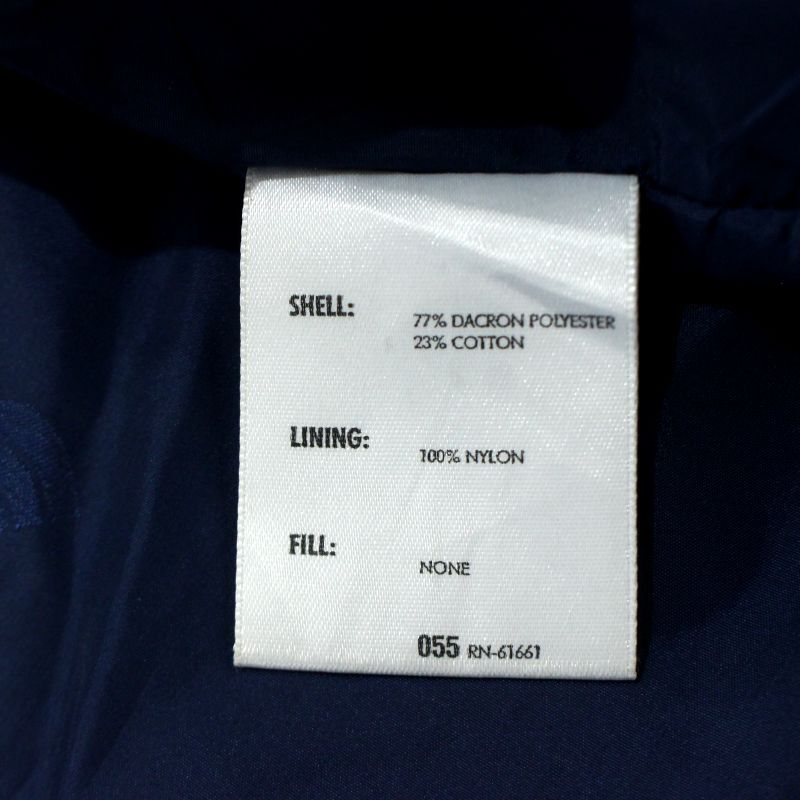 SHELL:
77% DACRON POLYESTER
23% COTTON
LINING:
100% NYLON
FILL:
NONE
055 RN-61661